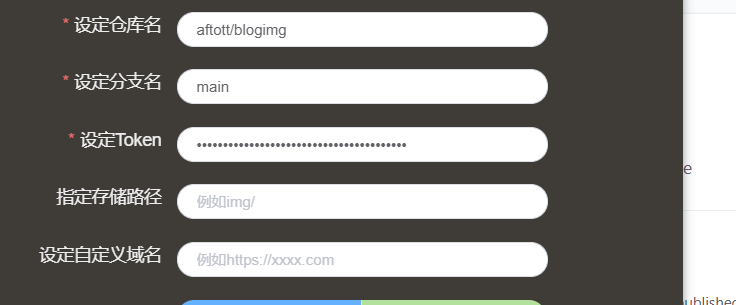 * 设定仓库名 aftott/blogimg
* 设定分支名 main
* 设定Token ••••••••••••••••••••••••••••••••••••••••
指定存储路径 例如img/
e
设定自定义域名 例如https://xxxx.com
published